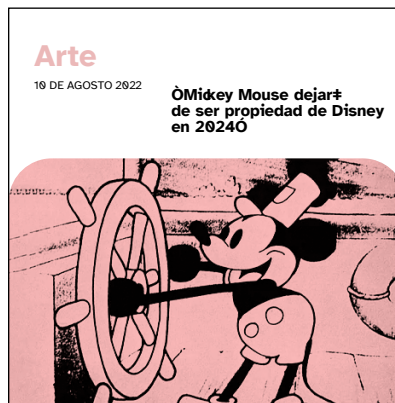 Arte
10 DE AGOSTO 2022
ÒMickey Mouse dejar‡
de ser propiedad de Disney
en 2024Ó